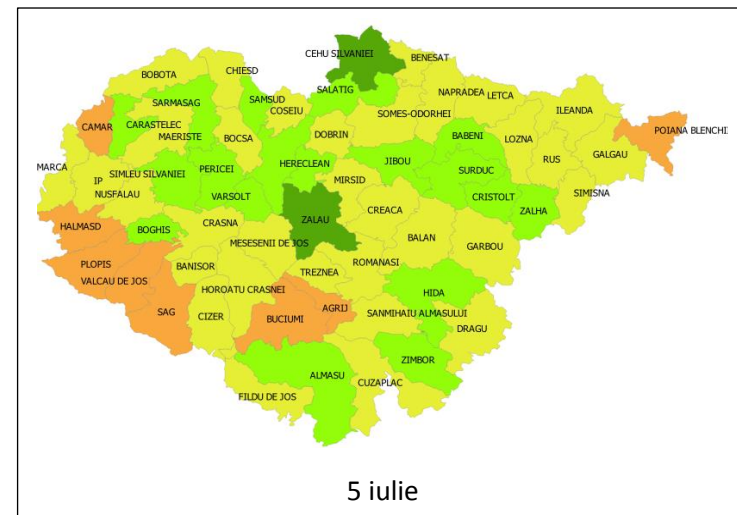 CEHU SILVANIEI
BENESAT
BOBOTA
CHIESD
SALATIG
NAPRADEA
LETCA
SARMASAG
SAMSUD
COSEIU
SOMES-ODORHEI
ILEANDA
CAMAR
CARASTELEC
MAERISTE
BOCSA
DOBRIN
BABENI
LOZNA
POIANA BLENCHII
MARCA
IP
SIMLEU SILVANIEI
PERICEI
HERECLEAN
JIBOU
SURDUC
RUS
GALGAU
NUSFALAU
VARSOLT
MIRSID
CRISTOLT
SIMISNA
HALMASD
BOGHIS
CRASNA
ZALAU
CREACA
ZALHA
PLOPIS
MESESENII DE JOS
BALAN
GARBOU
VALCAU DE JOS
BANISOR
TREZNEA
ROMANASI
HOROATU CRASNEI
HIDA
SAG
CIZER
BUCIUMI
AGRIJ
SANMIHAIU ALMASULUI
DRAGU
ZIMBOR
ALMASU
CUZAPLAC
FILDU DE JOS
5 iulie